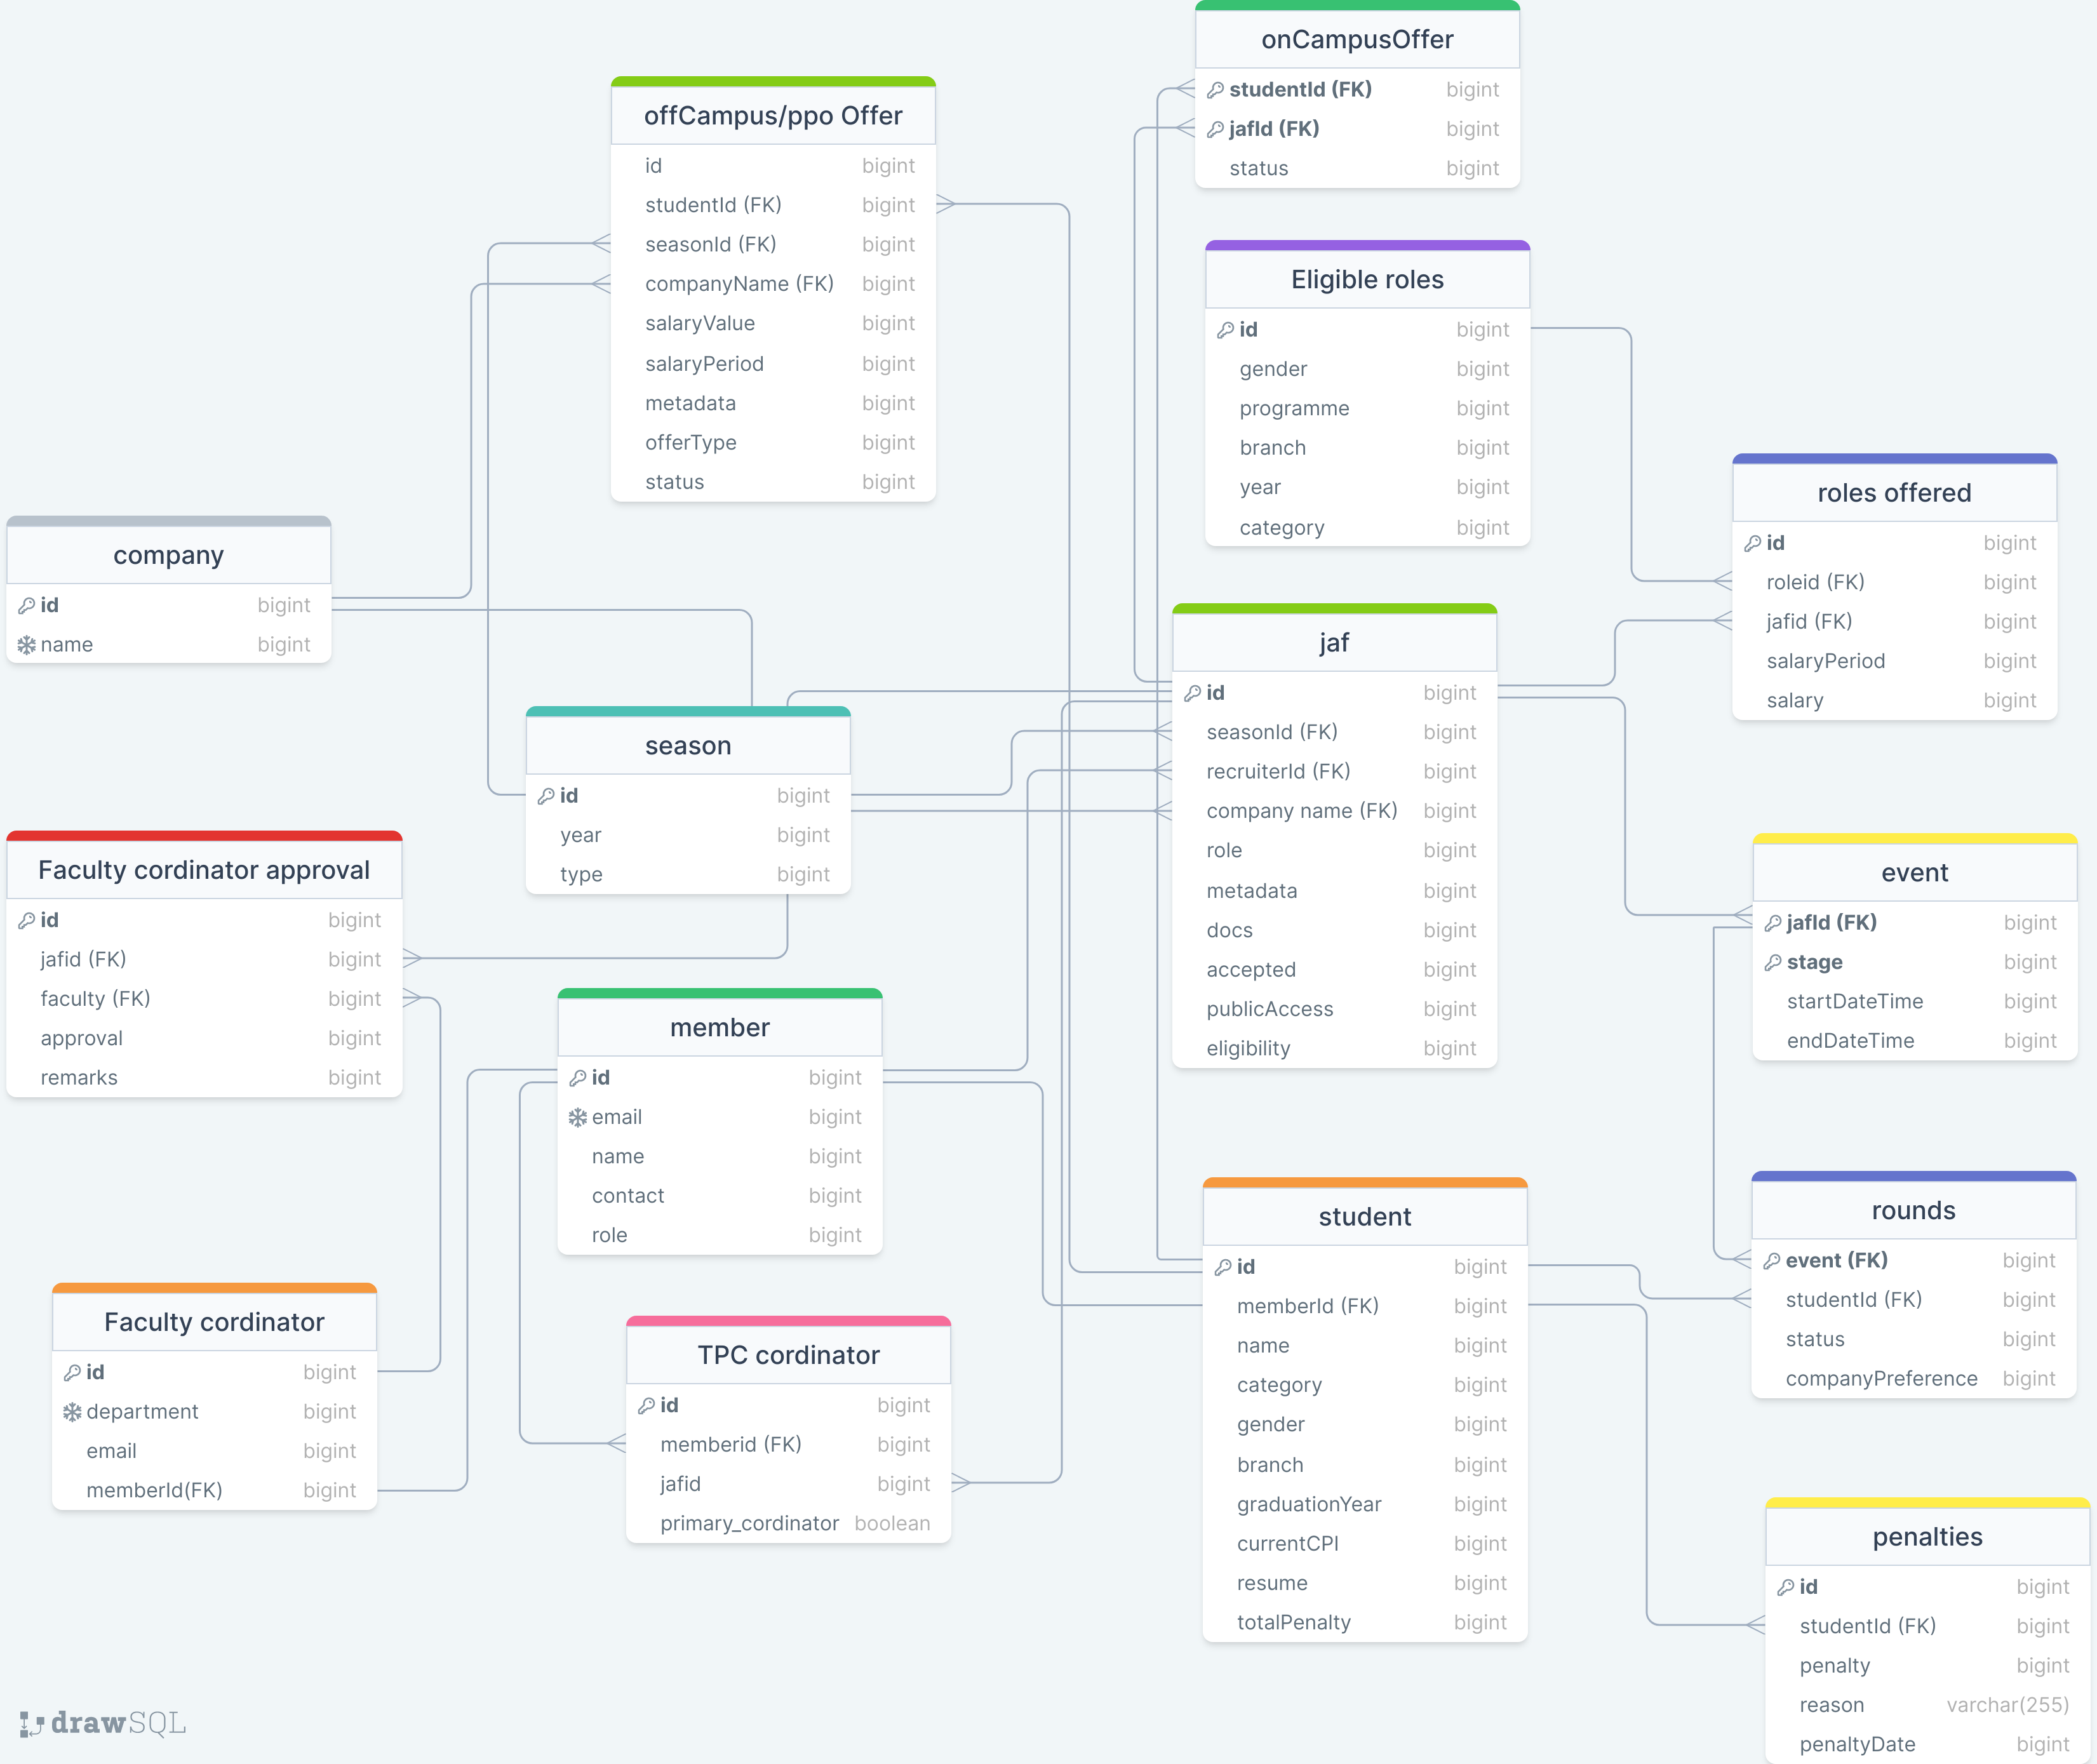 onCampusOffer
studentId (FK) bigint
jafId (FK) bigint
status bigint
offCampus/ppo Offer
id bigint
studentId (FK) bigint
seasonId (FK) bigint
companyName (FK) bigint
salaryValue bigint
salaryPeriod bigint
metadata bigint
offerType bigint
status bigint
Eligible roles
id bigint
gender bigint
programme bigint
branch bigint
year bigint
category bigint
roles offered
id bigint
roleid (FK) bigint
jafid (FK) bigint
salaryPeriod bigint
salary bigint
company
id bigint
name bigint
jaf
id bigint
seasonId (FK) bigint
recruiterId (FK) bigint
company name (FK) bigint
role bigint
metadata bigint
docs bigint
accepted bigint
publicAccess bigint
eligibility bigint
season
id bigint
year bigint
type bigint
Faculty cordinator approval
id bigint
jafid (FK) bigint
faculty (FK) bigint
approval bigint
remarks bigint
event
jafId (FK) bigint
stage bigint
startDateTime bigint
endDateTime bigint
member
id bigint
email bigint
name bigint
contact bigint
role bigint
student
id bigint
memberId (FK) bigint
name bigint
category bigint
gender bigint
branch bigint
graduationYear bigint
currentCPI bigint
resume bigint
totalPenalty bigint
rounds
event (FK) bigint
studentId (FK) bigint
status bigint
companyPreference bigint
Faculty cordinator
id bigint
department bigint
email bigint
memberId(FK) bigint
TPC cordinator
id bigint
memberid (FK) bigint
jafid bigint
primary_cordinator boolean
penalties
id bigint
studentId (FK) bigint
penalty bigint
reason varchar(255)
penaltyDate bigint
drawSQL